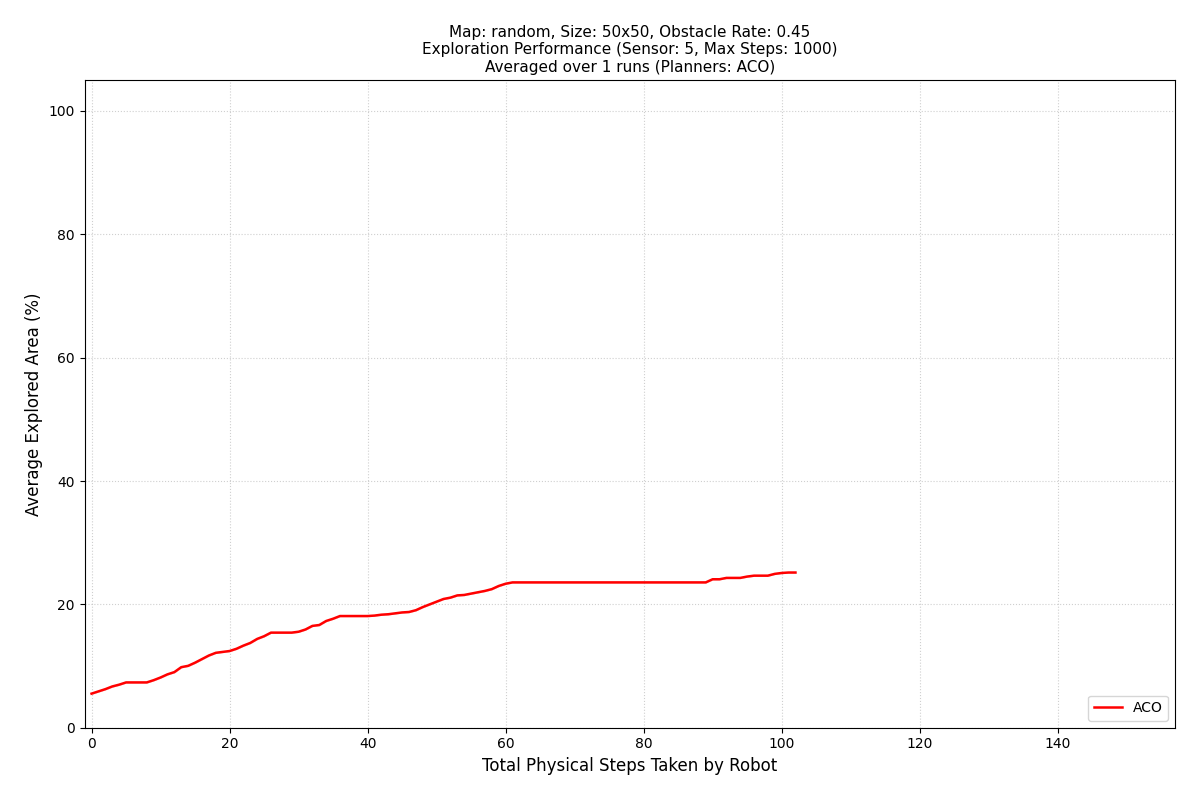 Map: random, Size: 50x50, Obstacle Rate: 0.45
Exploration Performance (Sensor: 5, Max Steps: 1000)
Averaged over 1 runs (Planners: ACO)
Average Explored Area (%)
100
80
60
40
20
0
0 20 40 60 80 100 120 140
Total Physical Steps Taken by Robot
ACO